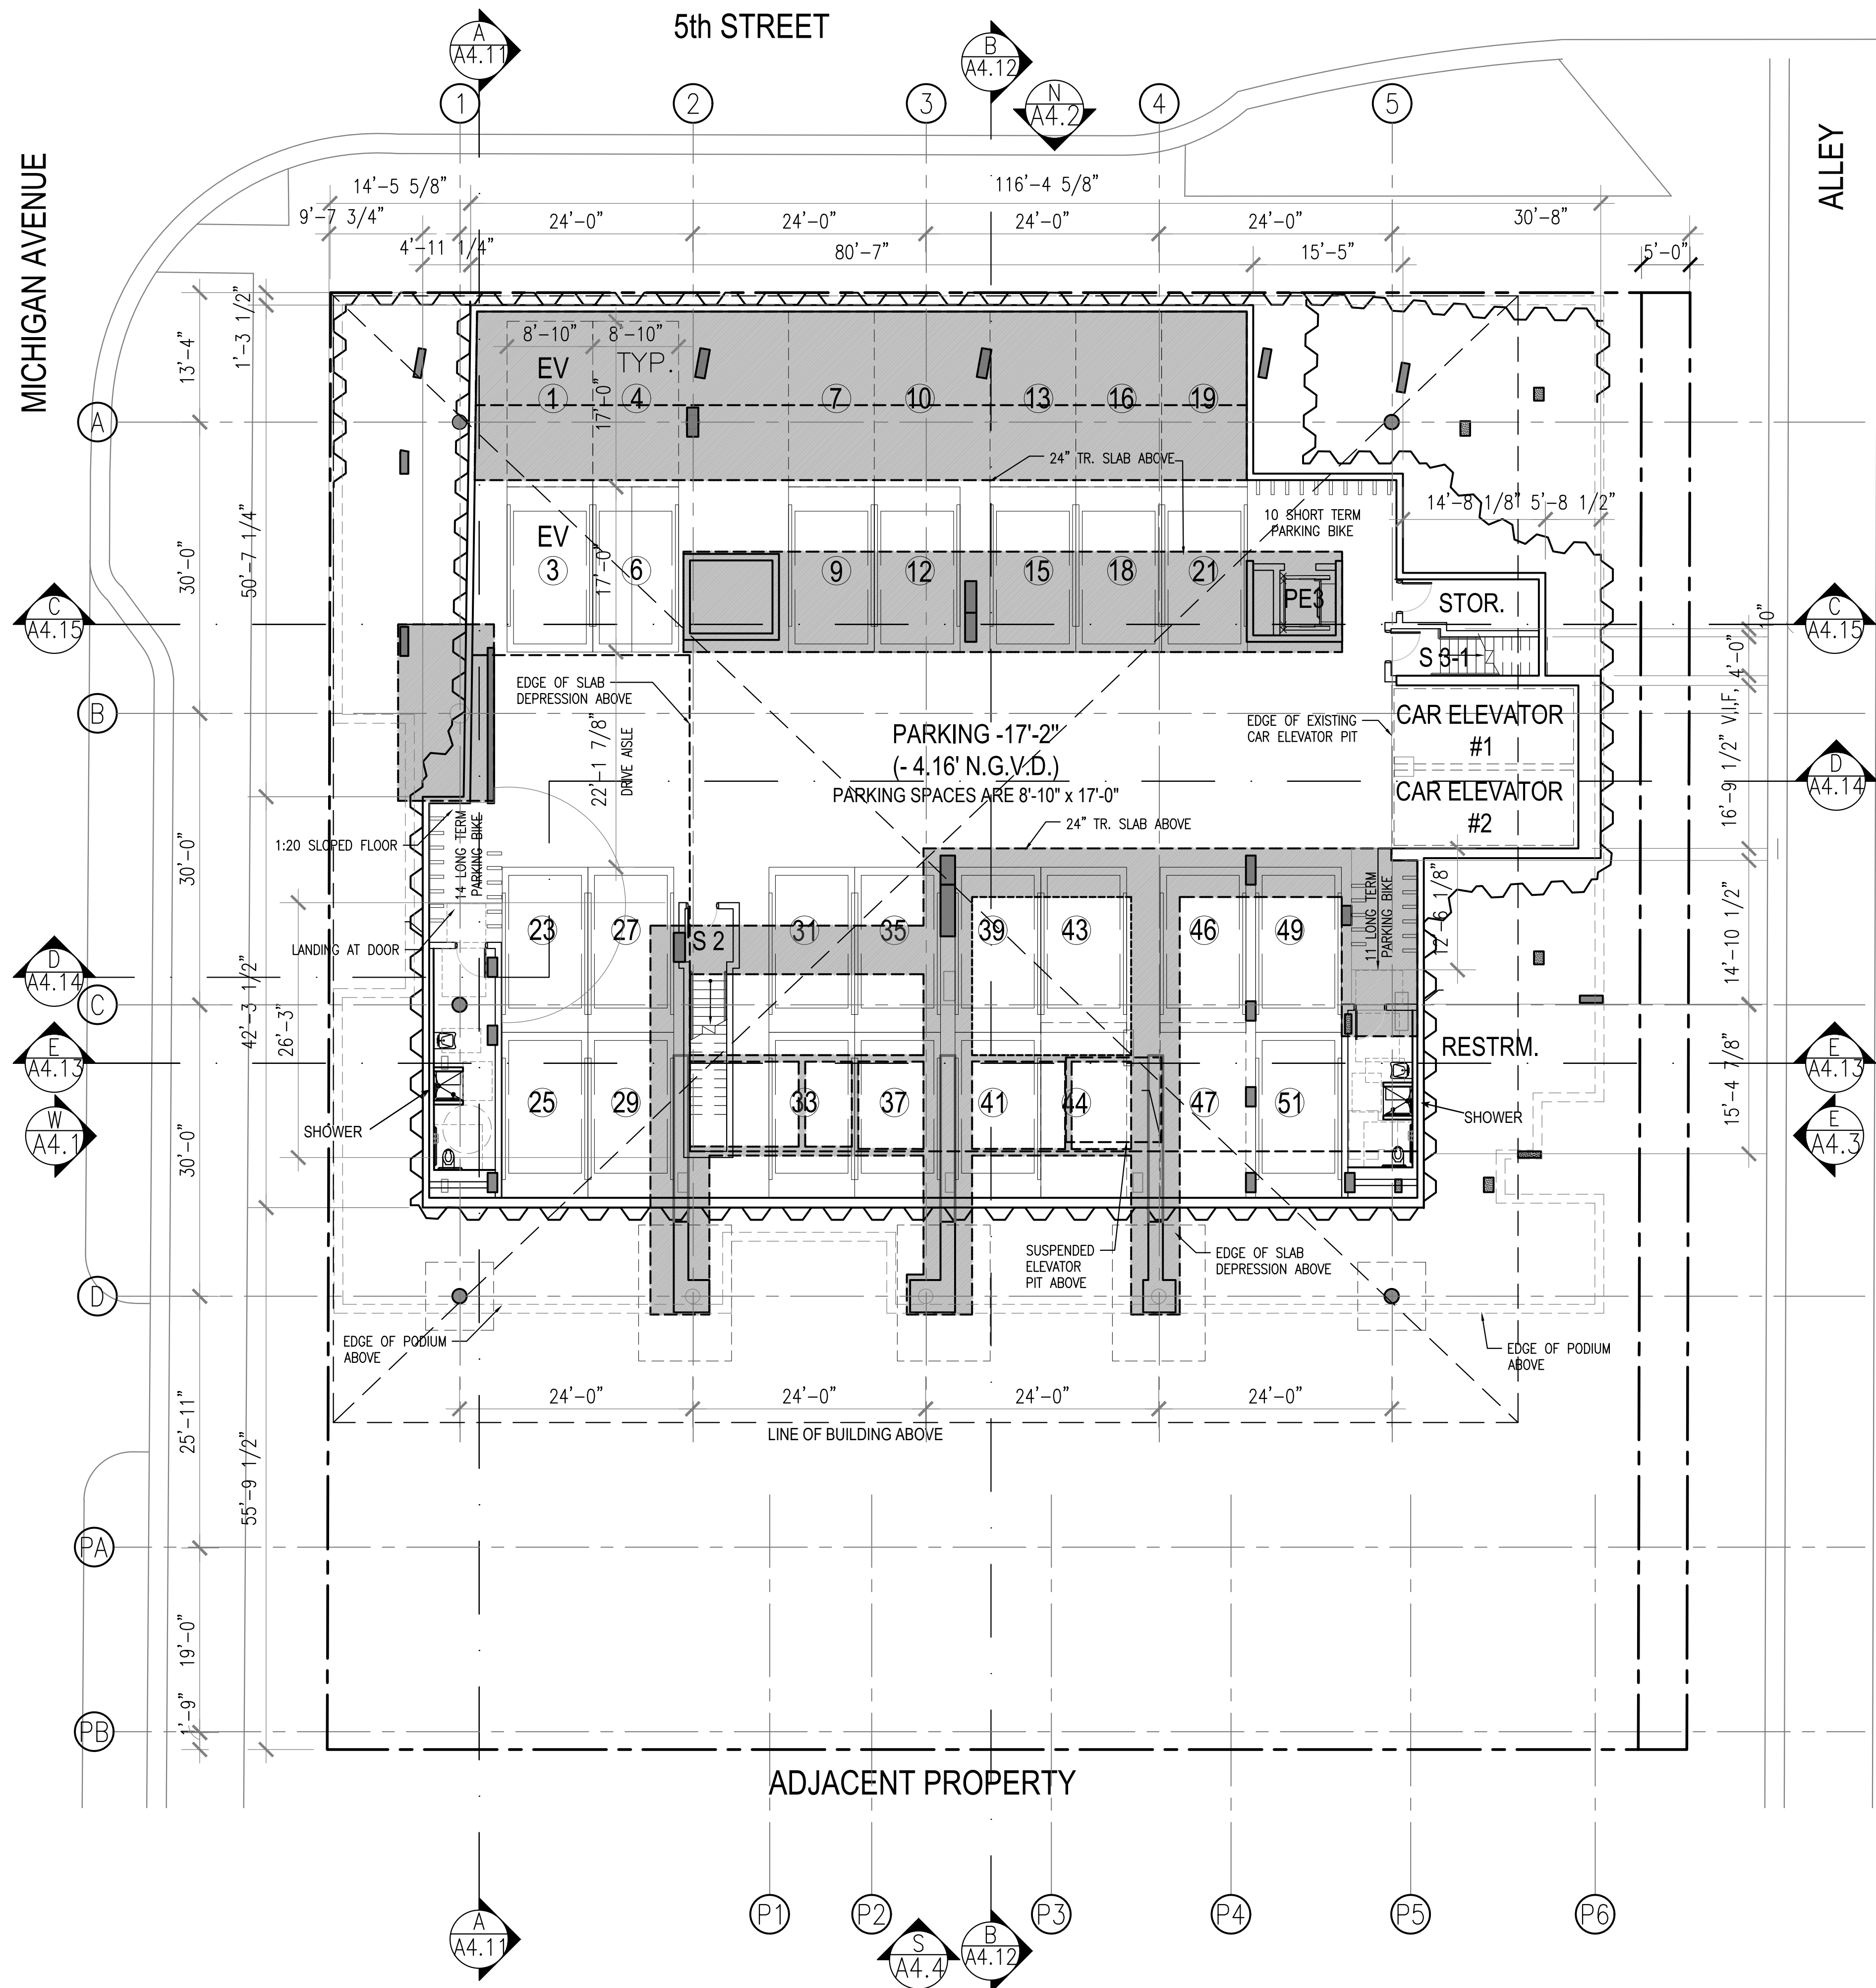 5th STREET
A
A4.11
B
A4.12
N
A4.2
1
2
3
4
5
MICHIGAN AVENUE
ALLEY
14'-5 5/8"
116'-4 5/8"
9'-7 3/4"
24'-0"
24'-0"
24'-0"
24'-0"
30'-8"
4'-11 1/4"
80'-7"
15'-5"
5'-0"
13'-4"
1'-3 1/2"
8'-10"
8'-10"
EV
TYP.
1
4
7
10
13
16
19
17'-0"
A
24" TR. SLAB ABOVE
10 SHORT TERM
PARKING BIKE
14'-8 1/8"
5'-8 1/2"
30'-0"
50'-7 1/4"
EV
3
6
9
12
15
18
21
17'-0"
PE3
STOR.
C
A4.15
C
A4.15
S 3-1
10"
4'-0"
EDGE OF SLAB
DEPRESSION ABOVE
B
22'-1 7/8"
DRIVE AISLE
PARKING -17'-2"
(- 4.16' N.G.V.D.)
PARKING SPACES ARE 8'-10" x 17'-0"
EDGE OF EXISTING
CAR ELEVATOR PIT
CAR ELEVATOR
#1
CAR ELEVATOR
#2
16'-9 1/2" V,I,F,
D
A4.14
24" TR. SLAB ABOVE
1:20 SLOPED FLOOR
14 LONG TERM
PARKING BIKE
30'-0"
42'-3 1/2"
26'-3"
11 LONG TERM
PARKING BIKE
12'-6 1/8"
14'-10 1/2"
LANDING AT DOOR
23
27
S 2
31
35
39
43
46
49
D
A4.14
C
E
A4.13
RESTRM.
E
A4.13
25
29
33
37
41
44
47
51
W
A4.1
SHOWER
SHOWER
E
A4.3
15'-4 7/8"
30'-0"
SUSPENDED
ELEVATOR
PIT ABOVE
EDGE OF SLAB
DEPRESSION ABOVE
D
EDGE OF PODIUM
ABOVE
EDGE OF PODIUM
ABOVE
24'-0"
24'-0"
24'-0"
24'-0"
LINE OF BUILDING ABOVE
25'-11"
55'-9 1/2"
PA
19'-0"
1'-9"
PB
ADJACENT PROPERTY
P1
P2
P3
P4
P5
P6
A
A4.11
S
A4.4
B
A4.12